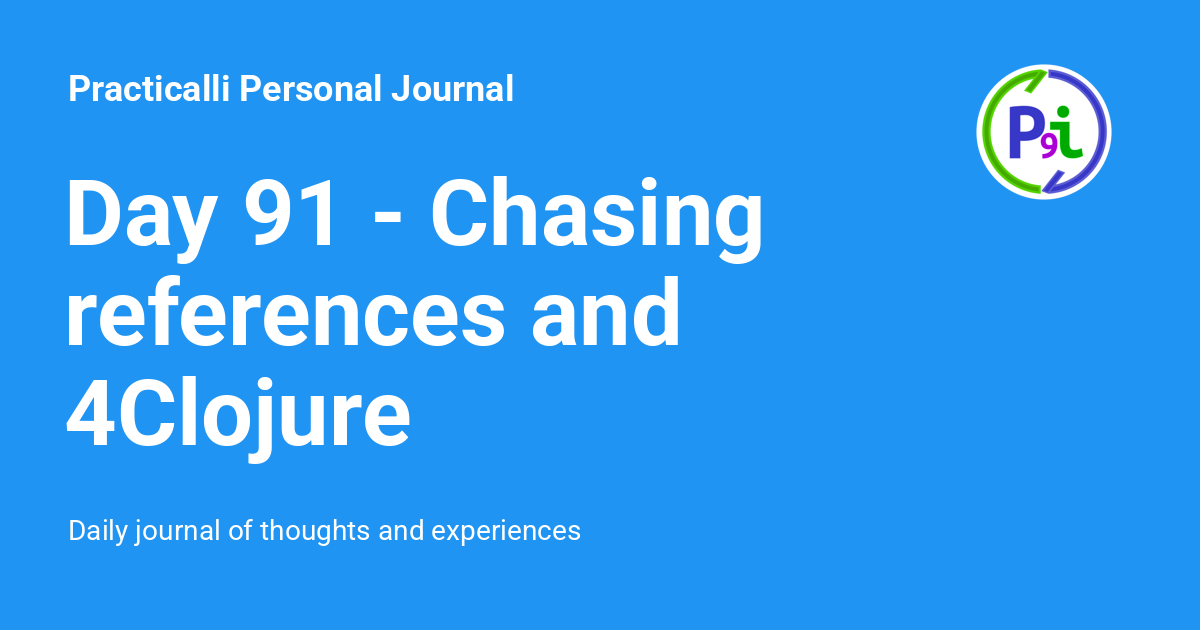 Practicalli Personal Journal
P9i
Day 91 - Chasing
references and
4Clojure
Daily journal of thoughts and experiences